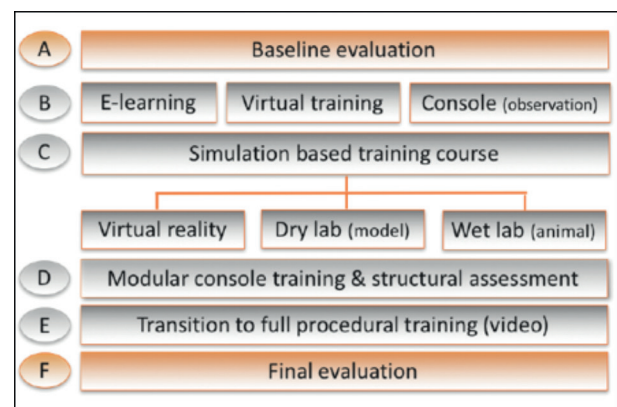 A Baseline evaluation
B E-learning Virtual training Console (observation)
C Simulation based training course
Virtual reality Dry lab (model) Wet lab (animal)
D Modular console training & structural assessment
E Transition to full procedural training (video)
F Final evaluation